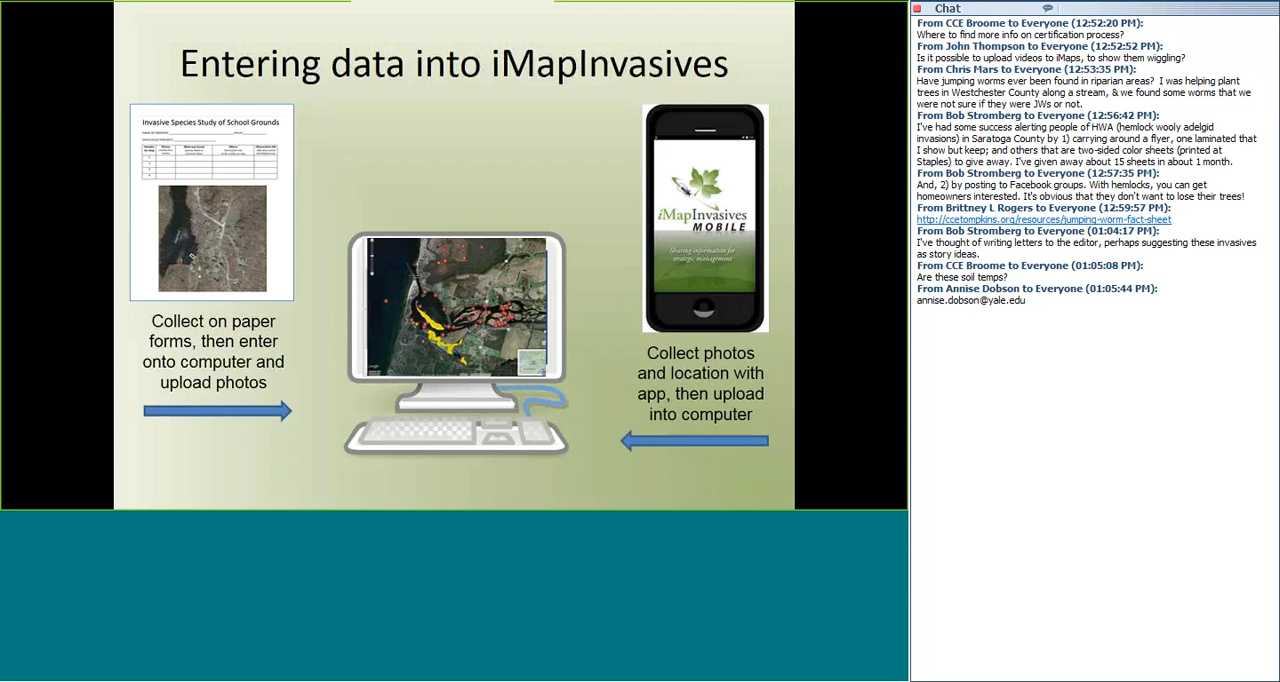 Entering data into iMapInvasives
Invasive Species Study of School Grounds
Collect on paper
forms, then enter
onto computer and
upload photos
iMapInvasives
MOBILE
Sharing information for
strategic management
Collect photos
and location with
app, then upload
into computer
Chat
From CCE Broome to Everyone (12:52:20 PM):
Where to find more info on certification process?
From John Thompson to Everyone (12:52:52 PM):
Is it possible to upload videos to iMaps, to show them wiggling?
From Chris Mars to Everyone (12:53:35 PM):
Have jumping worms ever been found in riparian areas? I was helping plant
trees in Westchester County along a stream, & we found some worms that we
were not sure if they were JWs or not.
From Bob Stromberg to Everyone (12:56:42 PM):
I've had some success alerting people of HWA (hemlock wooly adelgid
invasions) in Saratoga County by 1) carrying around a flyer, one laminated that
I show but keep; and others that are two-sided color sheets (printed at
Staples) to give away. I've given away about 15 sheets in about 1 month.
From Bob Stromberg to Everyone (12:57:35 PM):
And, 2) by posting to Facebook groups. With hemlocks, you can get
homeowners interested. It's obvious that they don't want to lose their trees!
From Brittney L Rogers to Everyone (12:59:57 PM):
http://ccetompkins.org/resources/jumping-worm-fact-sheet
From Bob Stromberg to Everyone (01:04:17 PM):
I've thought of writing letters to the editor, perhaps suggesting these invasives
as story ideas.
From CCE Broome to Everyone (01:05:08 PM):
Are these soil temps?
From Annise Dobson to Everyone (01:05:44 PM):
annise.dobson@yale.edu